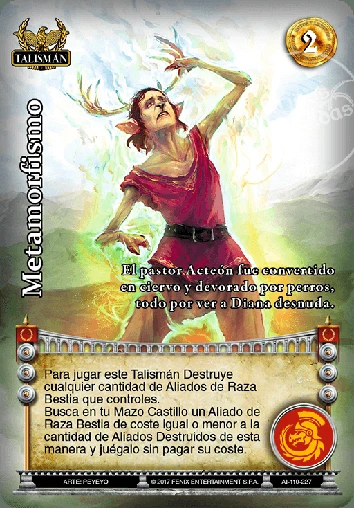 TALISMÁN
2
Metamorfismo
El pastor Acteón fue convertido
en ciervo y devorado por perros,
todo por ver a Diana desnuda.
Para jugar este Talismán Destruye
cualquier cantidad de Aliados de Raza
Bestia que controles.
Busca en tu Mazo Castillo un Aliado de
Raza Bestia de coste igual o menor a la
cantidad de Aliados Destruidos de esta
manera y juégalo sin pagar su coste.
ARTE: PEYEYO
© 2017 FENIX ENTERTAINMENT S.P.A.